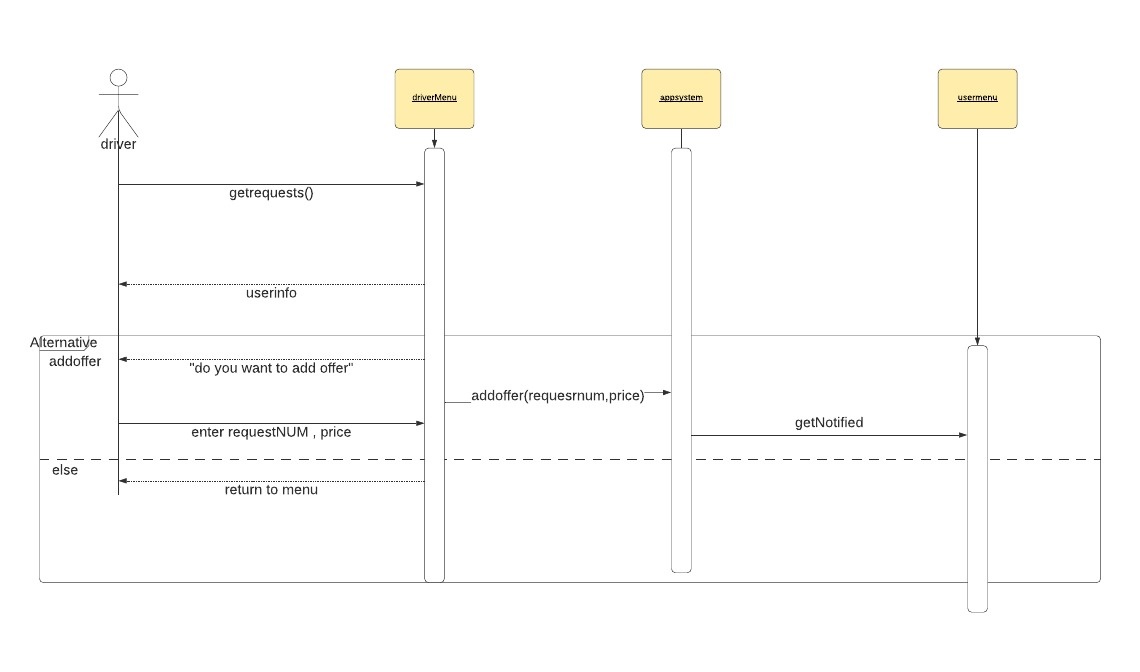 driverMenu
appsystem
usermenu
driver
getrequests()
userinfo
Alternative
addoffer
"do you want to add offer"
addoffer(requesrnum,price)
getNotified
enter requestNUM , price
else
return to menu